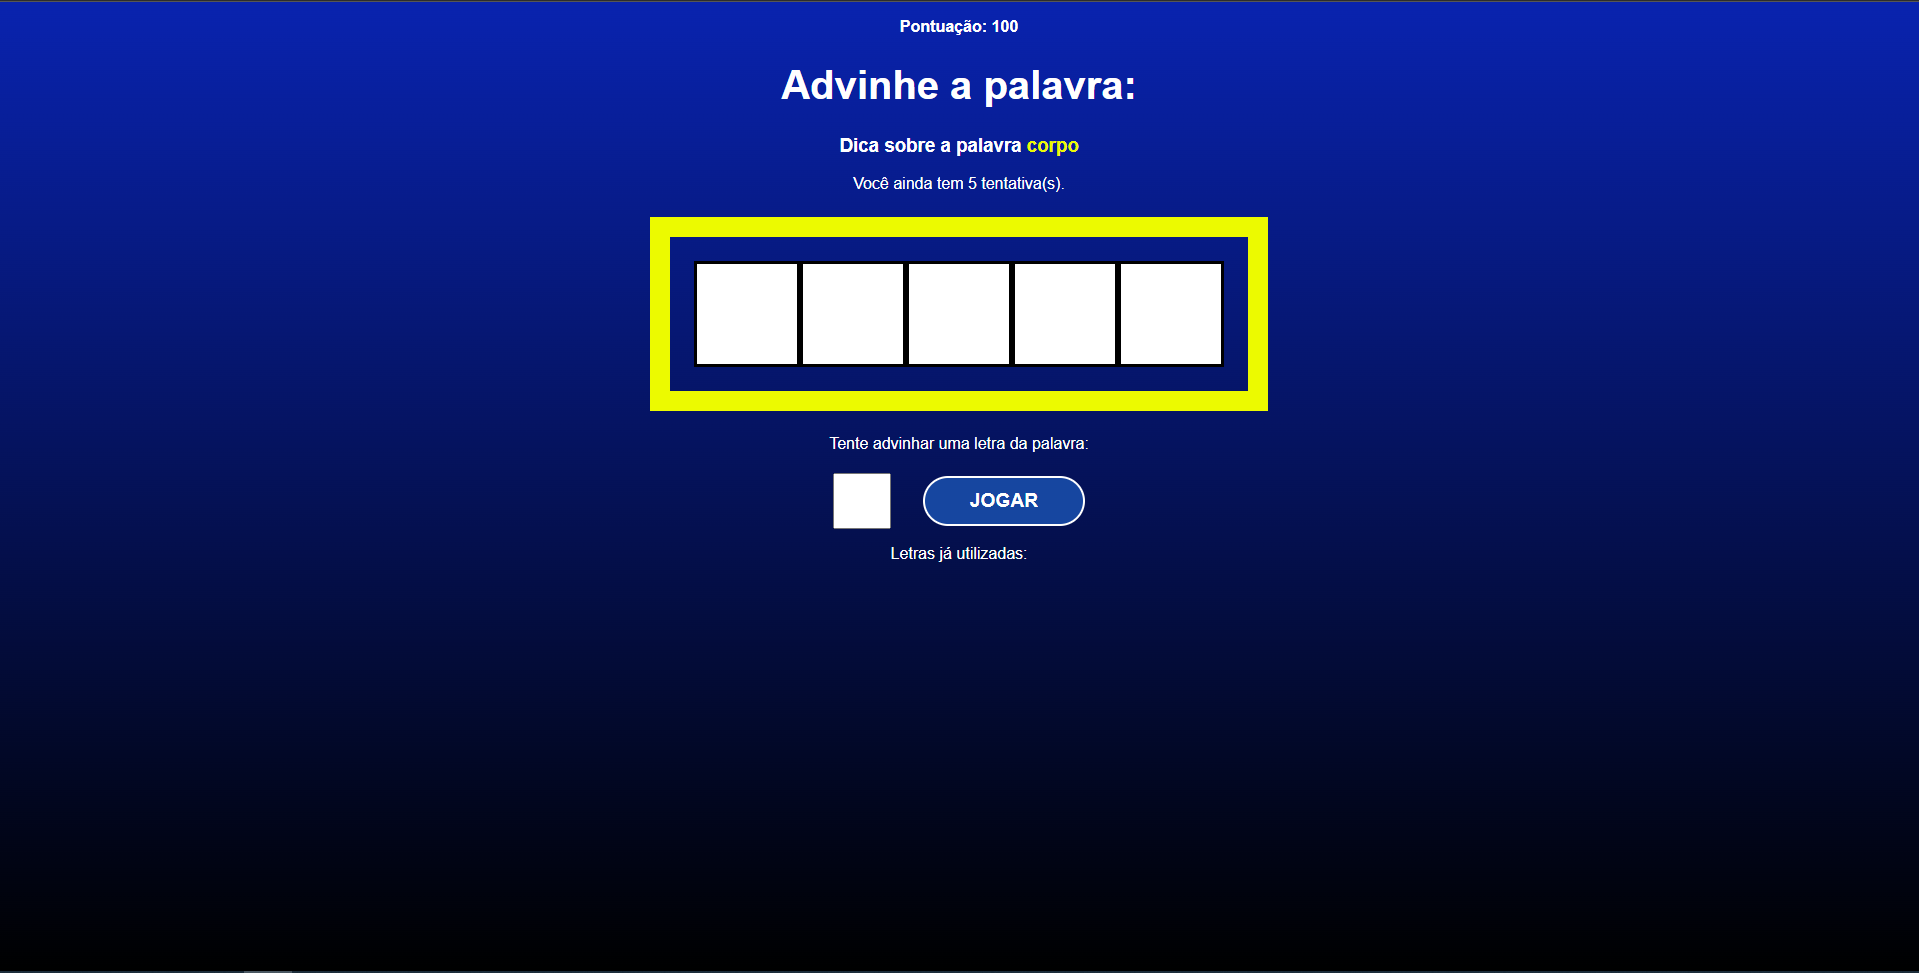 Pontuação: 100
Advinhe a palavra:
Dica sobre a palavra corpo
Você ainda tem 5 tentativa(s).
Tente advinhar uma letra da palavra:
JOGAR
Letras já utilizadas: